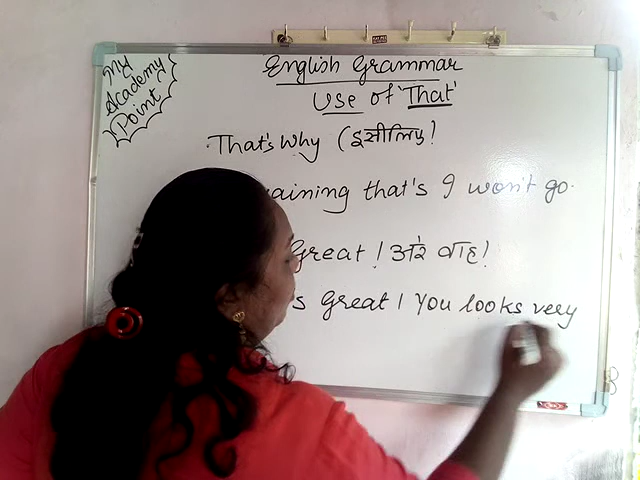 My
Academy
Point
English Grammar
Use of 'That'
That's Why (इसीलिए!
raining that's I won't go.
Great! अरे वाह!
s Great! You looks very